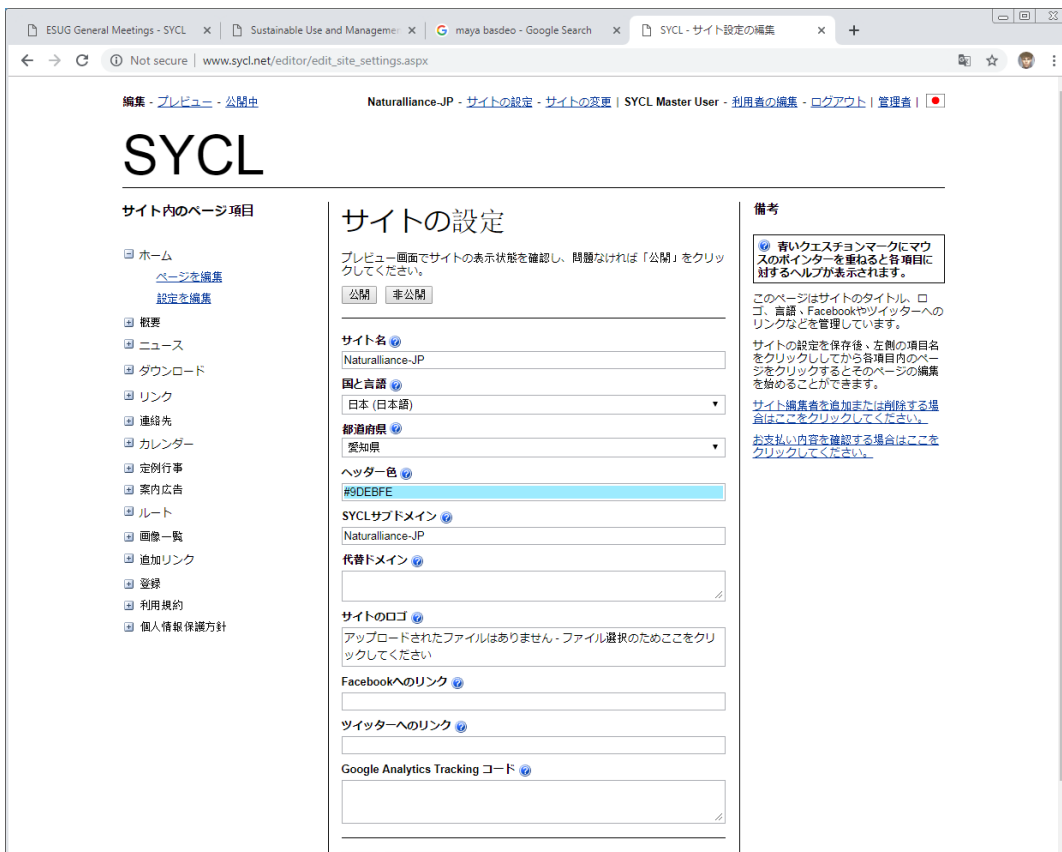 ESUG General Meetings - SYCL
Sustainable Use and Managemen
maya basdeo - Google Search
SYCL - サイト設定の編集
Not secure | www.sycl.net/editor/edit_site_settings.aspx
編集 - プレビュー - 公開中
Naturalliance-JP - サイトの設定 - サイトの変更 | SYCL Master User - 利用者の編集 - ログアウト | 管理者 |
SYCL
サイト内のページ項目
ホーム
ページを編集
設定を編集
概要
ニュース
ダウンロード
リンク
連絡先
カレンダー
定例行事
案内広告
ルート
画像一覧
追加リンク
登録
利用規約
個人情報保護方針
サイトの設定
プレビュー画面でサイトの表示状態を確認し、問題なければ「公開」をクリッ
クしてください。
公開 非公開
サイト名
Naturalliance-JP
国と言語
日本 (日本語)
都道府県
愛知県
ヘッダー色
#9DEBFE
SYCLサブドメイン
Naturalliance-JP
代替ドメイン
サイトのロゴ
アップロードされたファイルはありません - ファイル選択のためここをクリ
ックしてください
Facebookへのリンク
ツイッターへのリンク
Google Analytics Tracking コード
備考
青いクエスチョンマークにマウ
スのポインターを重ねると各項目に
対するヘルプが表示されます。
このページはサイトのタイトル、ロ
ゴ、言語、Facebookやツイッターへの
リンクなどを管理しています。
サイトの設定を保存後、左側の項目名
をクリックししてから各項目内のペー
ジをクリックするとそのページの編集
を始めることができます。
サイト編集者を追加または削除する場
合はここをクリックしてください。
お支払い内容を確認する場合はここを
クリックしてください。